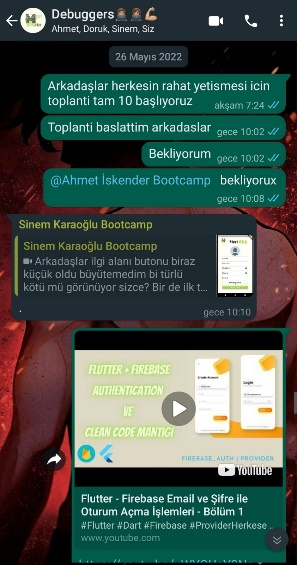 Debuggers
Ahmet, Doruk, Sinem, Siz
26 Mayıs 2022
Arkadaşlar herkesin rahat yetismesi icin
toplanti tam 10 başlıyoruz
akşam 7:24
Toplanti baslattim arkadaslar
gece 10:02
Bekliyorum
gece 10:02
@Ahmet İskender Bootcamp bekliyorux
gece 10:08
Sinem Karaoğlu Bootcamp
Sinem Karaoğlu Bootcamp
Arkadaşlar ilgi alanı butonu biraz
küçük oldu büyütemedim bi türlü
kötü mü görünüyor sizce? Bir de ilk t...
.
gece 10:10
FLUTTER + FIREBASE
AUTHENTICATION
VE
CLEAN CODE MANTIĞI
FIREBASE_AUTH | PROVIDER
YouTube
Flutter - Firebase Email ve Şifre ile
Oturum Açma İşlemleri - Bölüm 1
#Flutter #Dart #Firebase #ProviderHerkese ...
www.youtube.com